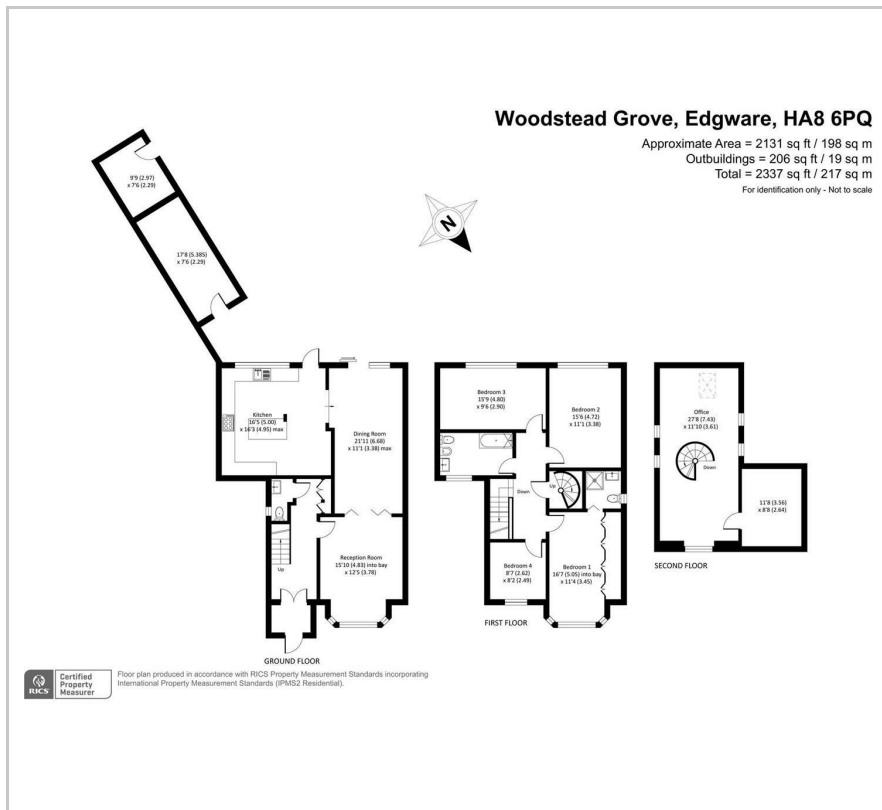 Woodstead Grove, Edgware, HA8 6PQ
Approximate Area = 2131 sq ft / 198 sq m
Outbuildings = 206 sq ft / 19 sq m
Total = 2337 sq ft / 217 sq m
For identification only - Not to scale
N
9'9 (2.97)
x 7'6 (2.29)
17'8 (5.385)
x 7'6 (2.29)
Kitchen
16'5 (5.00)
x 16'3 (4.95) max
Dining Room
21'11 (6.68)
x 11'1 (3.38) max
Reception Room
15'10 (4.83) into bay
x 12'5 (3.78)
Up
GROUND FLOOR
Bedroom 3
15'9 (4.80)
x 9'6 (2.90)
Bedroom 2
15'6 (4.72)
x 11'1 (3.38)
Up
Down
Bedroom 4
8'7 (2.62)
x 8'2 (2.49)
Bedroom 1
16'7 (5.05) into bay
x 11'4 (3.45)
FIRST FLOOR
Office
27'8 (7.43)
x 11'10 (3.61)
Down
11'8 (3.56)
x 8'8 (2.64)
SECOND FLOOR
RICS
Certified
Property
Measurer
Floor plan produced in accordance with RICS Property Measurement Standards incorporating
International Property Measurement Standards (IPMS2 Residential).